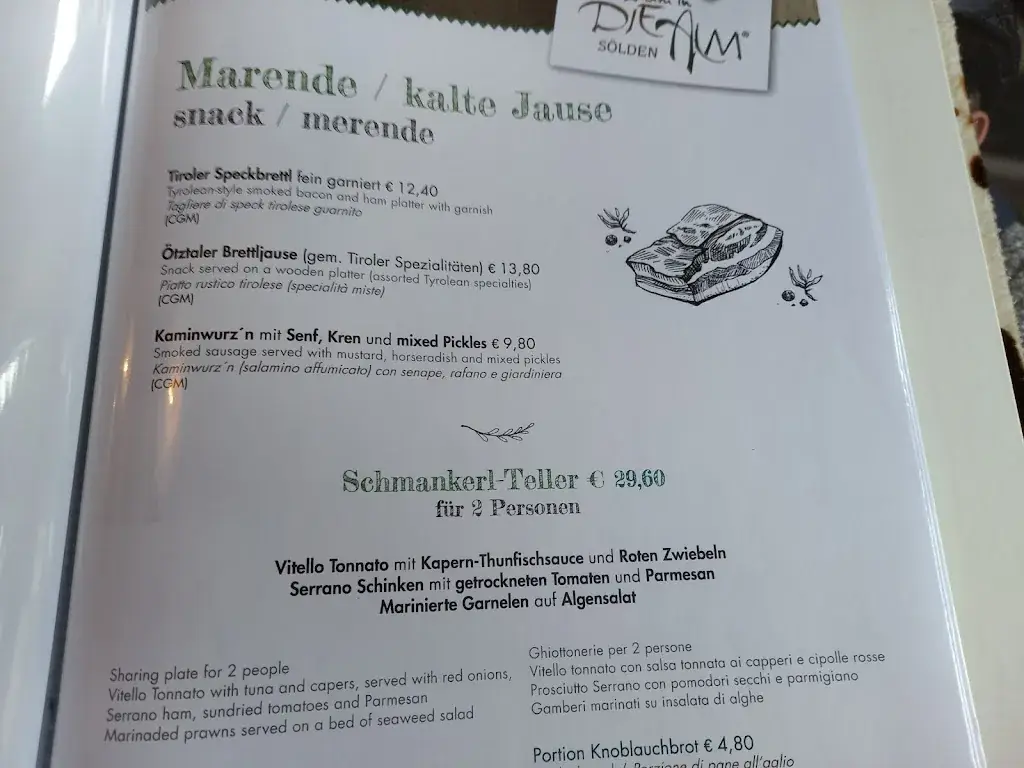 DIE ALM®
SÖLDEN
Marende / kalte Jause
snack / merende
Tiroler Speckbrettl fein garniert € 12,40
Tyrolean-style smoked bacon and ham platter with garnish
Tagliere di speck tirolese guarnito
(CGM)
Ötztaler Brettljause (gem. Tiroler Spezialitäten) € 13,80
Snack served on a wooden platter (assorted Tyrolean specialties)
Piatto rustico tirolese (specialità miste)
(CGM)
Kaminwurz´n mit Senf, Kren und mixed Pickles € 9,80
Smoked sausage served with mustard, horseradish and mixed pickles
Kaminwurz´n (salamino affumicato) con senape, rafano e giardiniera
(CGM)
Schmankerl-Teller € 29,60
für 2 Personen
Vitello Tonnato mit Kapern-Thunfischsauce und Roten Zwiebeln
Serrano Schinken mit getrockneten Tomaten und Parmesan
Marinierte Garnelen auf Algensalat
Sharing plate for 2 people
Vitello Tonnato with tuna and capers, served with red onions,
Serrano ham, sundried tomatoes and Parmesan
Marinaded prawns served on a bed of seaweed salad
Ghiottonerie per 2 persone
Vitello tonnato con salsa tonnata ai capperi e cipolle rosse
Prosciutto Serrano con pomodori secchi e parmigiano
Gamberi marinati su insalata di alghe
Portion Knoblauchbrot € 4,80
/ Porzione di pane all'aglio